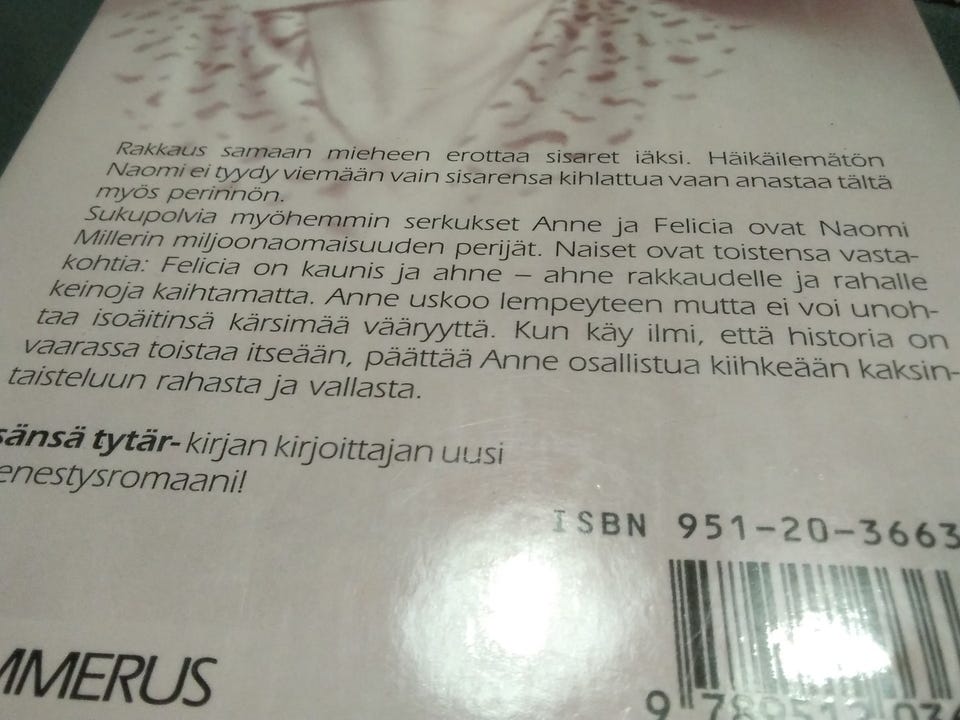 Rakkaus samaan mieheen erottaa sisaret iäksi. Häikäilemätön
Naomi ei tyydy viemään vain sisarensa kihlattua vaan anastaa tältä
myös perinnön.
Sukupolvia myöhemmin serkukset Anne ja Felicia ovat Naomi
Millerin miljoonaomaisuuden perijät. Naiset ovat toistensa vasta-
kohtia: Felicia on kaunis ja ahne – ahne rakkaudelle ja rahalle
keinoja kaihtamatta. Anne uskoo lempeyteen mutta ei voi unoh-
taa isoäitinsä kärsimää vääryyttä. Kun käy ilmi, että historia on
vaarassa toistaa itseään, päättää Anne osallistua kiihkeään kaksin-
taisteluun rahasta ja vallasta.
sänsä tytär- kirjan kirjoittajan uusi
enestysromaani!
ISBN 951-20-3663
MMERUS
9 789512 03